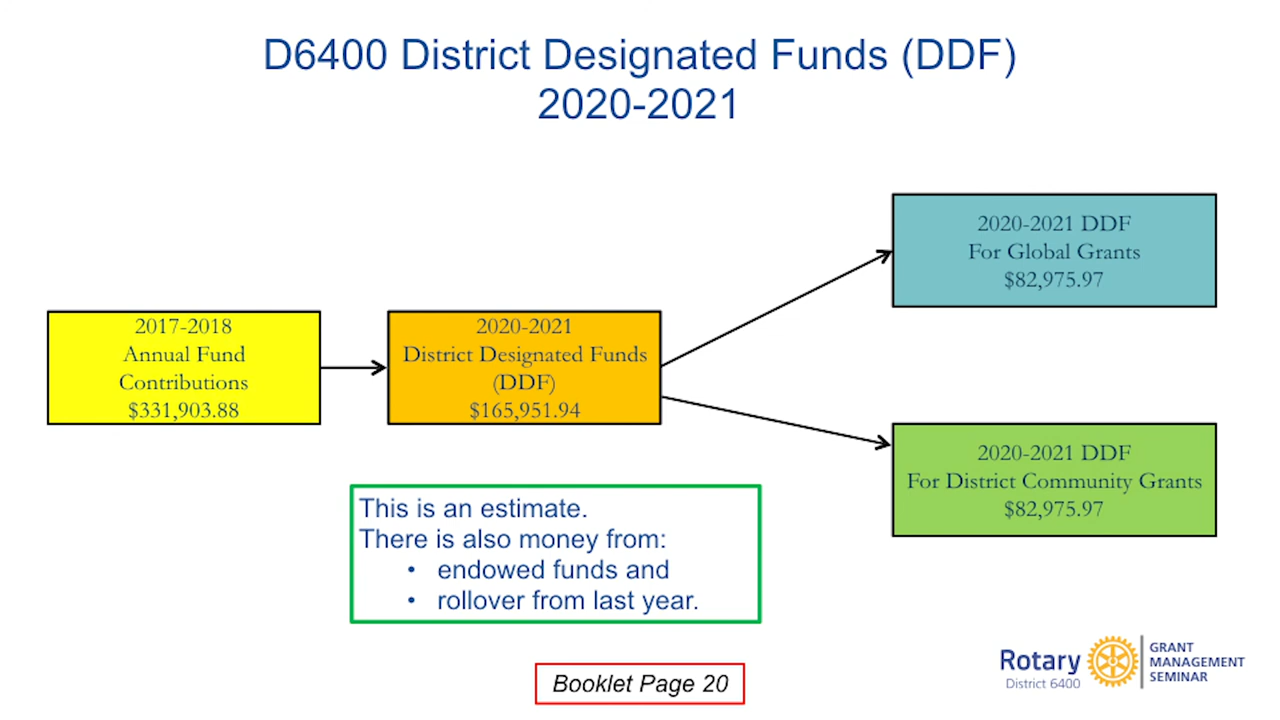 D6400 District Designated Funds (DDF)
2020-2021
2017-2018
Annual Fund
Contributions
$331,903.88
2020-2021
District Designated Funds
(DDF)
$165,951.94
2020-2021 DDF
For Global Grants
$82,975.97
2020-2021 DDF
For District Community Grants
$82,975.97
This is an estimate.
There is also money from:
• endowed funds and
• rollover from last year.
Booklet Page 20
Rotary
District 6400
GRANT
MANAGEMENT
SEMINAR